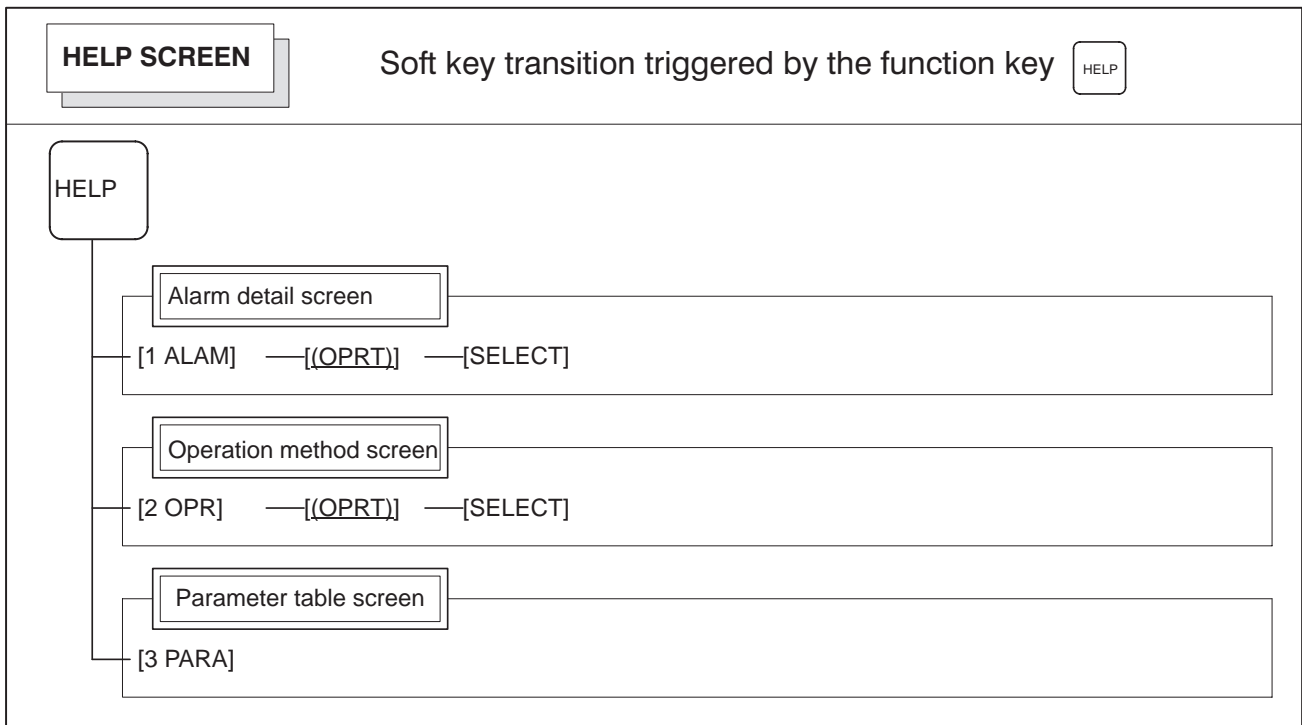 HELP SCREEN
Soft key transition triggered by the function key HELP
HELP
Alarm detail screen
[1 ALAM] [(OPRT)] [SELECT]
Operation method screen
[2 OPR] [(OPRT)] [SELECT]
Parameter table screen
[3 PARA]